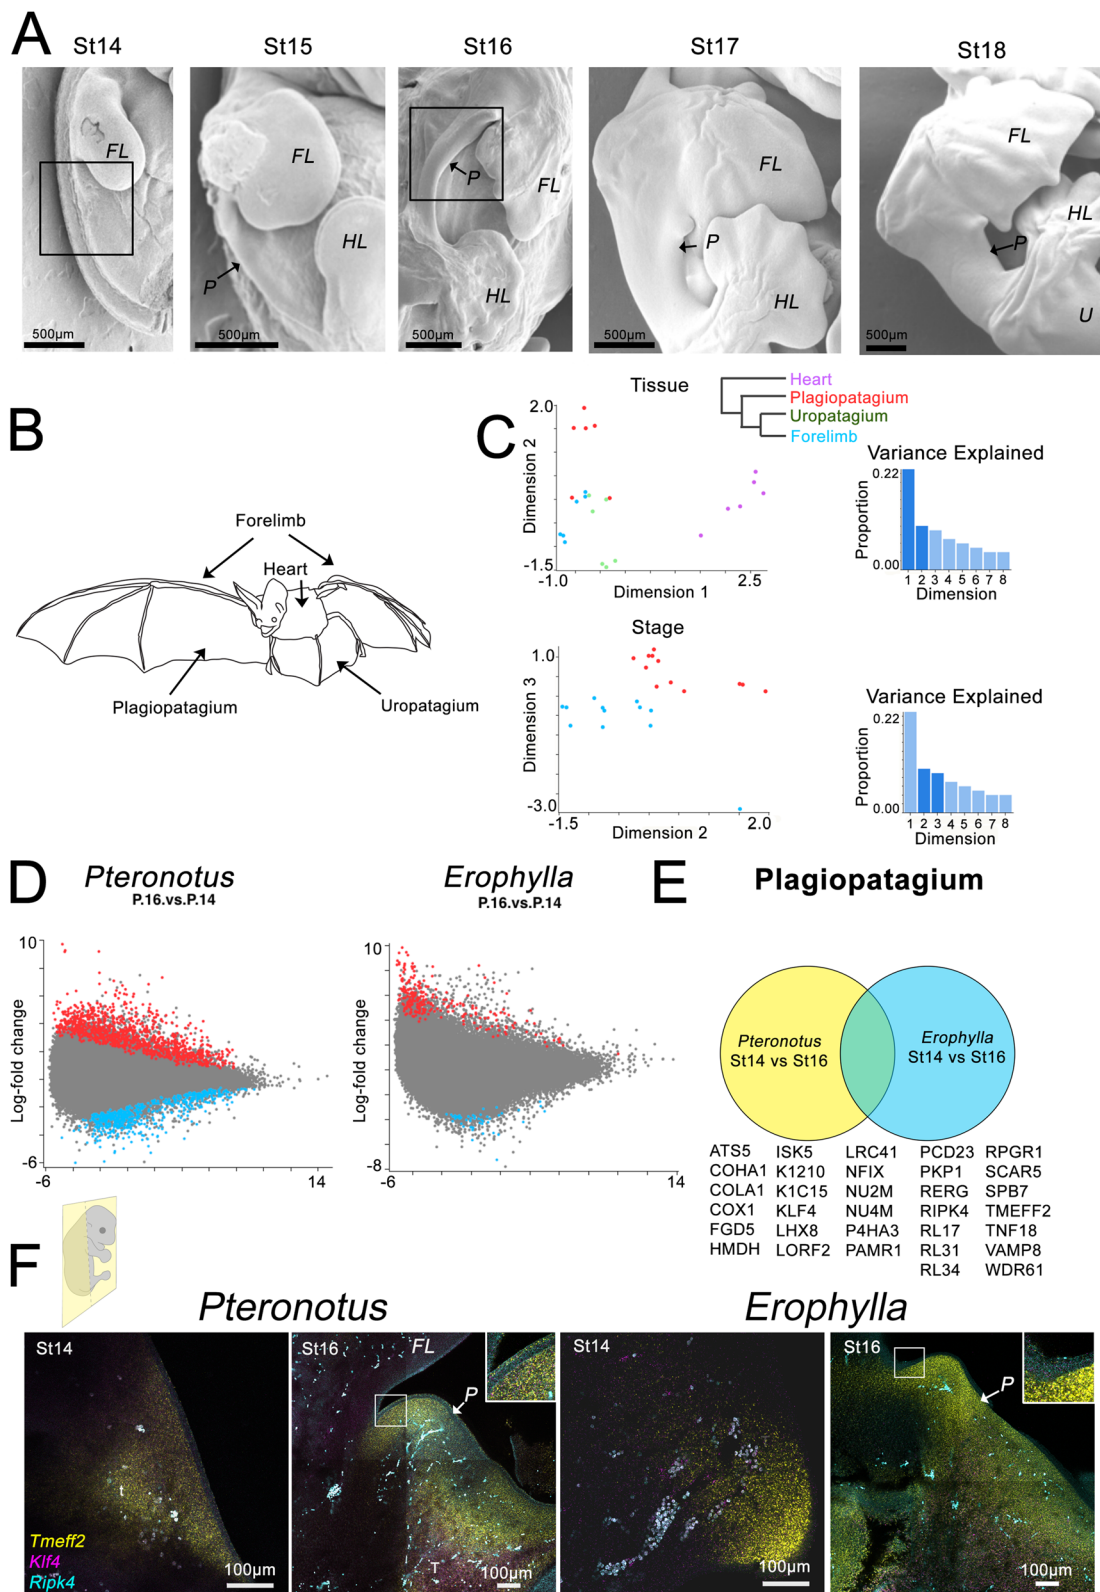 A
St14
St15
St16
St17
St18
FL
FL
P
HL
P
FL
HL
FL
P
HL
FL
HL
P
U
500µm
500µm
500µm
500µm
500µm
B
Forelimb
Heart
Plagiopatagium
Uropatagium
C
Tissue
Heart
Plagiopatagium
Uropatagium
Forelimb
2.0
Dimension 2
-1.5
-1.0
2.5
Dimension 1
Variance Explained
0.22
Proportion
0.00
1 2 3 4 5 6 7 8
Dimension
Stage
1.0
Dimension 3
-3.0
-1.5
2.0
Dimension 2
Variance Explained
0.22
Proportion
0.00
1 2 3 4 5 6 7 8
Dimension
D
Pteronotus
P.16.vs.P.14
10
Log-fold change
-6
-6
14
Erophylla
P.16.vs.P.14
10
Log-fold change
-8
-6
14
E
Plagiopatagium
Pteronotus
St14 vs St16
Erophylla
St14 vs St16
ATS5 ISK5 LRC41 PCD23 RPGR1
COHA1 K1210 NFIX PKP1 SCAR5
COLA1 K1C15 NU2M RERG SPB7
COX1 KLF4 NU4M RIPK4 TMEFF2
FGD5 LHX8 P4HA3 RL17 TNF18
HMDH LORF2 PAMR1 RL31 VAMP8
RL34 WDR61
F
Pteronotus
Erophylla
St14
Tmeff2
Klf4
Ripk4
100µm
St16
FL
P
T
100µm
St14
100µm
St16
P
100µm